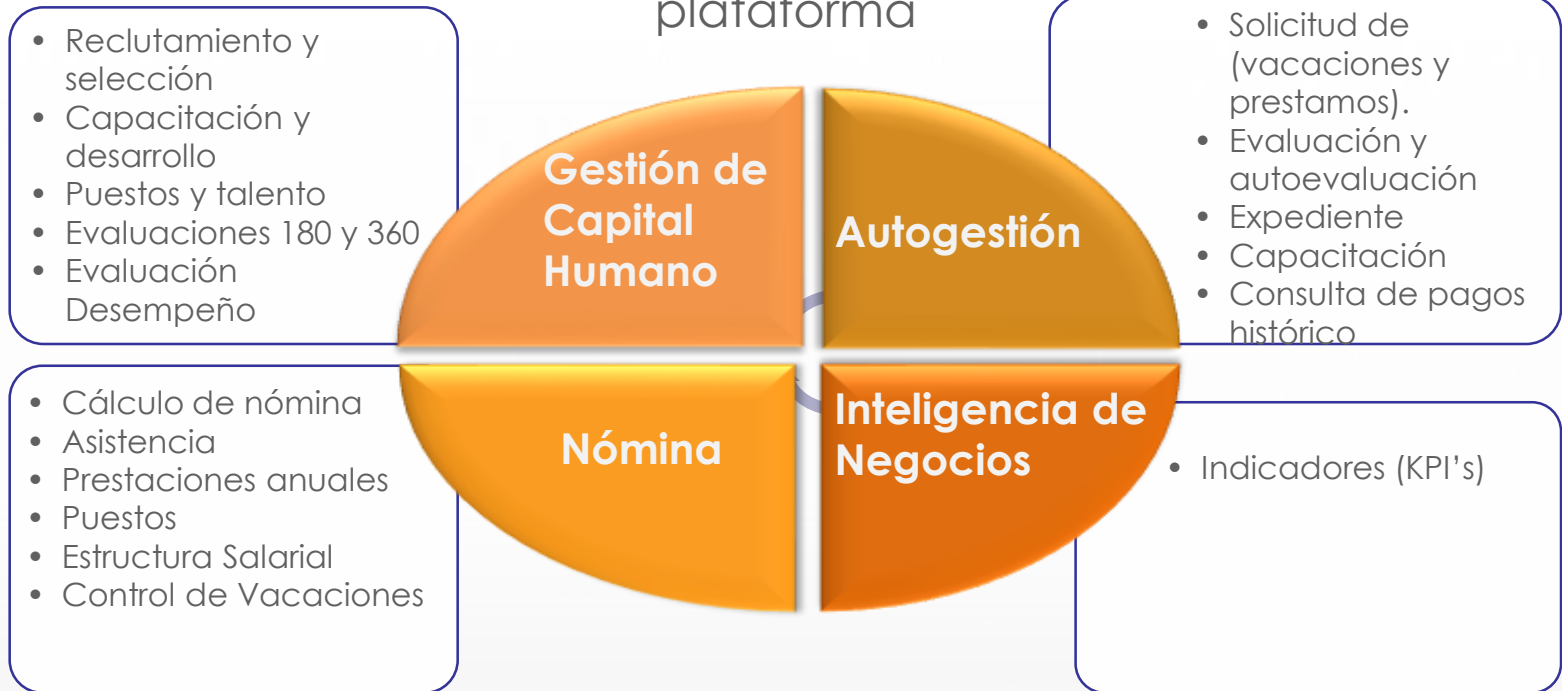 plataforma
• Reclutamiento y
selección
• Capacitación y
desarrollo
• Puestos y talento
• Evaluaciones 180 y 360
• Evaluación
Desempeño
Gestión de
Capital
Humano
Autogestión
• Solicitud de
(vacaciones y
prestamos).
• Evaluación y
autoevaluación
• Expediente
• Capacitación
• Consulta de pagos
histórico
• Cálculo de nómina
• Asistencia
• Prestaciones anuales
• Puestos
• Estructura Salarial
• Control de Vacaciones
Nómina
Inteligencia de
Negocios
• Indicadores (KPI’s)